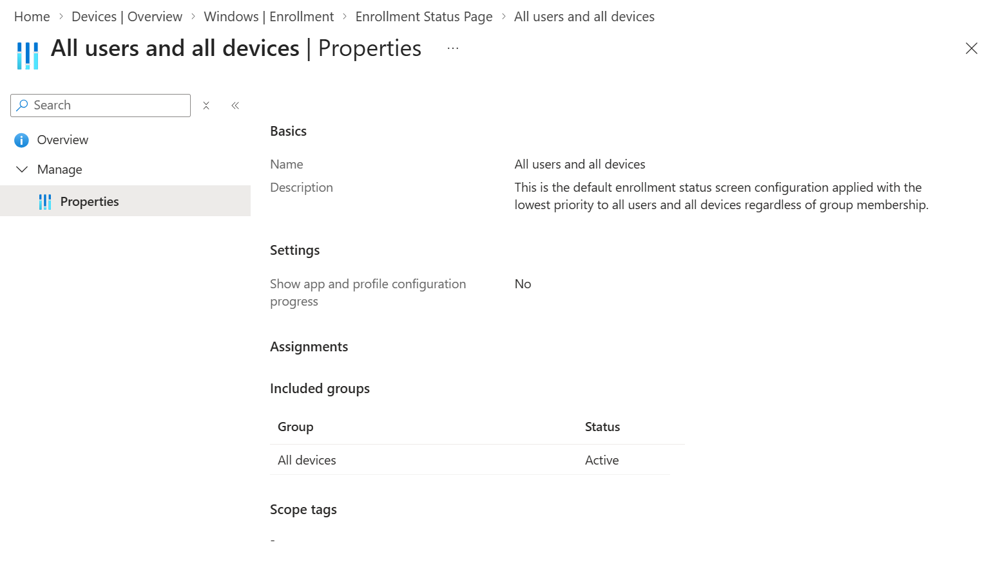 Home > Devices | Overview > Windows | Enrollment > Enrollment Status Page > All users and all devices
All users and all devices | Properties ...
Search
Overview
Manage
Properties
Basics
Name All users and all devices
Description This is the default enrollment status screen configuration applied with the
lowest priority to all users and all devices regardless of group membership.
Settings
Show app and profile configuration No
progress
Assignments
Included groups
Group Status
All devices Active
Scope tags
-